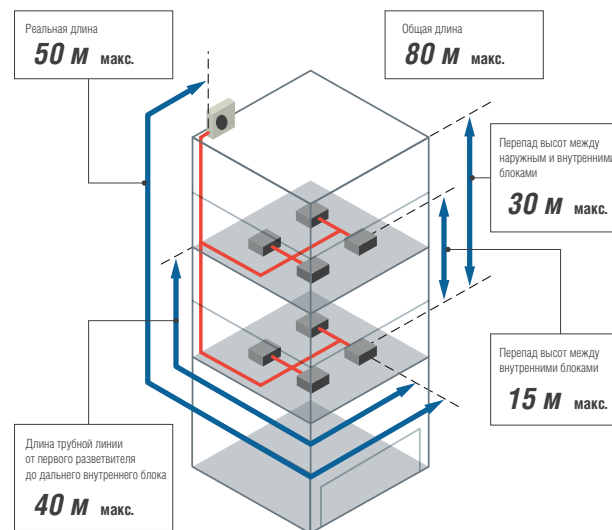 Реальная длина
50 м макс.
Общая длина
80 м макс.
Перепад высот между
наружным и внутренними
блоками
30 м макс.
Перепад высот между
внутренними блоками
15 м макс.
Длина трубной линии
от первого разветвителя
до дальнего внутреннего блока
40 м макс.